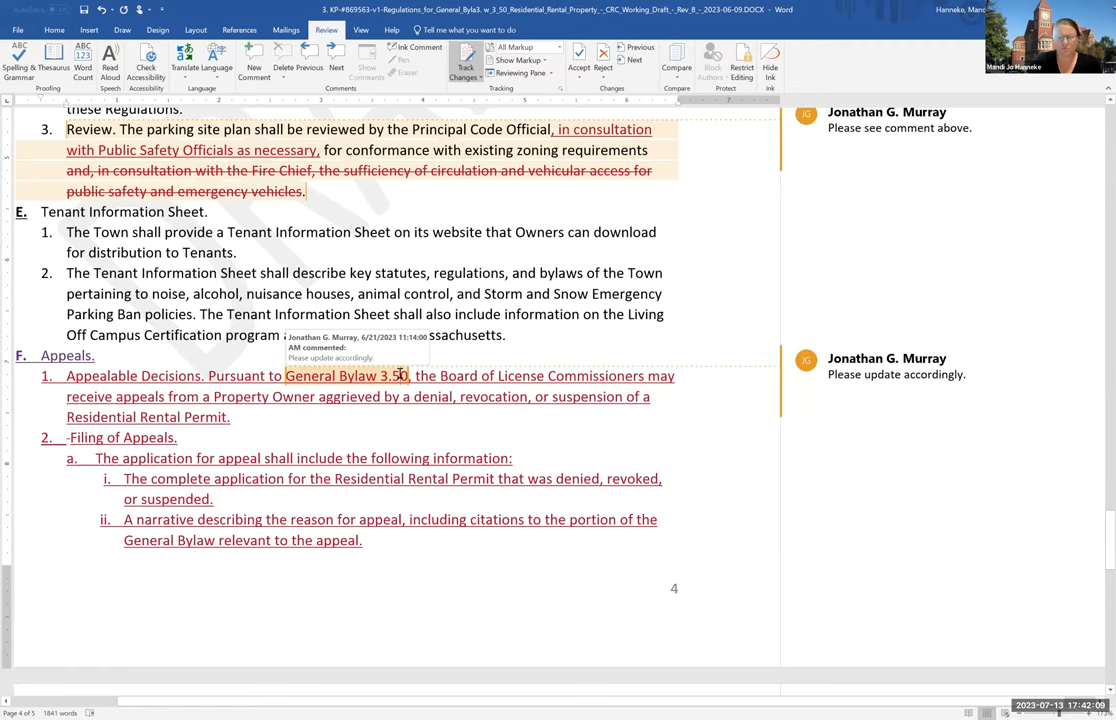 AutoSave
3. KP-#869563-v1-Regulations_for_General_Byla3. w_3_50_Residential_Rental_Property_-_CRC_Working_Draft_-_Rev_8_-_2023-06-09.DOCX - Word
Hanneke, Mand
File Home Insert Draw Design Layout References Mailings Review View Help Tell me what you want to do
Spelling & Grammar Thesaurus Word Count Read Aloud Check Accessibility Translate Language New Comment Delete Previous Next Show Comments Ink Comment Pen Eraser Track Changes All Markup Show Markup Reviewing Pane Accept Reject Previous Next Compare Block Authors Restrict Editing Hide Ink
Proofing Speech Accessibility Language Comments Tracking Changes Compare Protect Ink
Mandi Jo Hanneke
these Regulations.
3. Review. The parking site plan shall be reviewed by the Principal Code Official, in consultation
with Public Safety Officials as necessary, for conformance with existing zoning requirements
and, in consultation with the Fire Chief, the sufficiency of circulation and vehicular access for
public safety and emergency vehicles.
E. Tenant Information Sheet.
1. The Town shall provide a Tenant Information Sheet on its website that Owners can download
for distribution to Tenants.
2. The Tenant Information Sheet shall describe key statutes, regulations, and bylaws of the Town
pertaining to noise, alcohol, nuisance houses, animal control, and Storm and Snow Emergency
Parking Ban policies. The Tenant Information Sheet shall also include information on the Living
Off Campus Certification program a ssachusetts.
Jonathan G. Murray, 6/21/2023 11:14:00
AM commented:
Please update accordingly.
F. Appeals.
1. Appealable Decisions. Pursuant to General Bylaw 3.50, the Board of License Commissioners may
receive appeals from a Property Owner aggrieved by a denial, revocation, or suspension of a
Residential Rental Permit.
2. -Filing of Appeals.
a. The application for appeal shall include the following information:
i. The complete application for the Residential Rental Permit that was denied, revoked,
or suspended.
ii. A narrative describing the reason for appeal, including citations to the portion of the
General Bylaw relevant to the appeal.
4
JG Jonathan G. Murray
Please see comment above.
JG Jonathan G. Murray
Please update accordingly.
Page 4 of 5 1841 words
2023-07-13 17:42:09